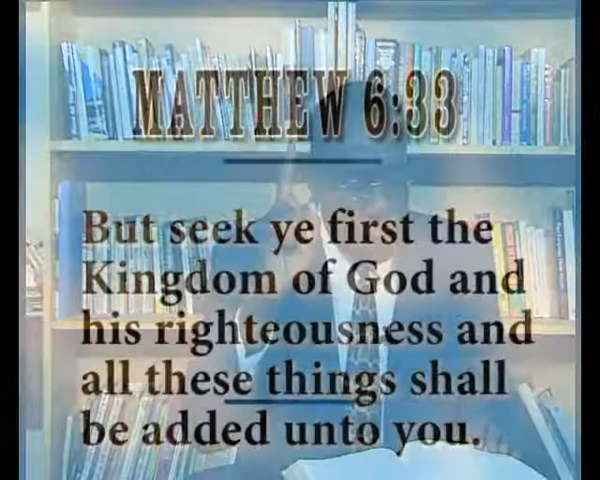 MATTHEW 6:33
But seek ye first the
Kingdom of God and
his righteousness and
all these things shall
be added unto you.